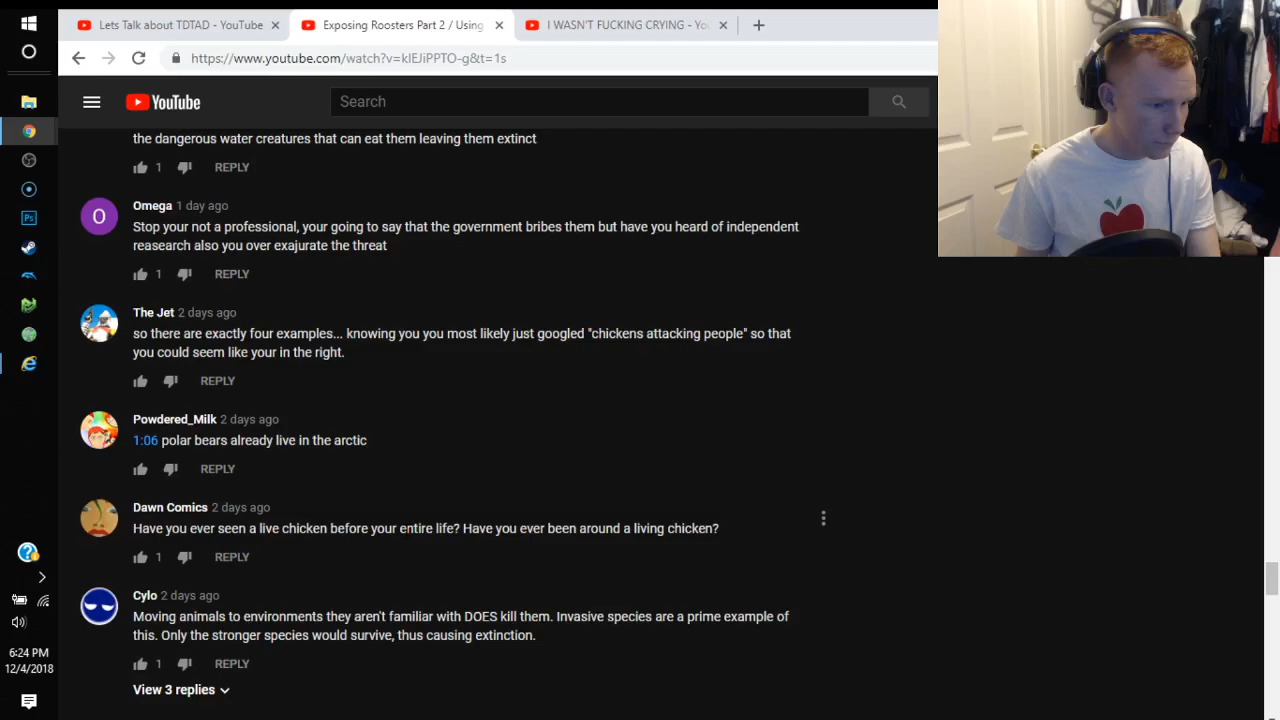 Lets Talk about TDTAD - YouTube
Exposing Roosters Part 2 / Using
I WASN'T FUCKING CRYING - Yo
https://www.youtube.com/watch?v=klEJiPPTO-g&t=1s
YouTube
Search
the dangerous water creatures that can eat them leaving them extinct
1 REPLY
O
Omega 1 day ago
Stop your not a professional, your going to say that the government bribes them but have you heard of independent
reasearch also you over exajurate the threat
1 REPLY
The Jet 2 days ago
so there are exactly four examples... knowing you you most likely just googled "chickens attacking people" so that
you could seem like your in the right.
REPLY
Powdered_Milk 2 days ago
1:06 polar bears already live in the arctic
REPLY
Dawn Comics 2 days ago
Have you ever seen a live chicken before your entire life? Have you ever been around a living chicken?
1 REPLY
Cylo 2 days ago
Moving animals to environments they aren't familiar with DOES kill them. Invasive species are a prime example of
this. Only the stronger species would survive, thus causing extinction.
1 REPLY
View 3 replies
Ps
6:24 PM
12/4/2018